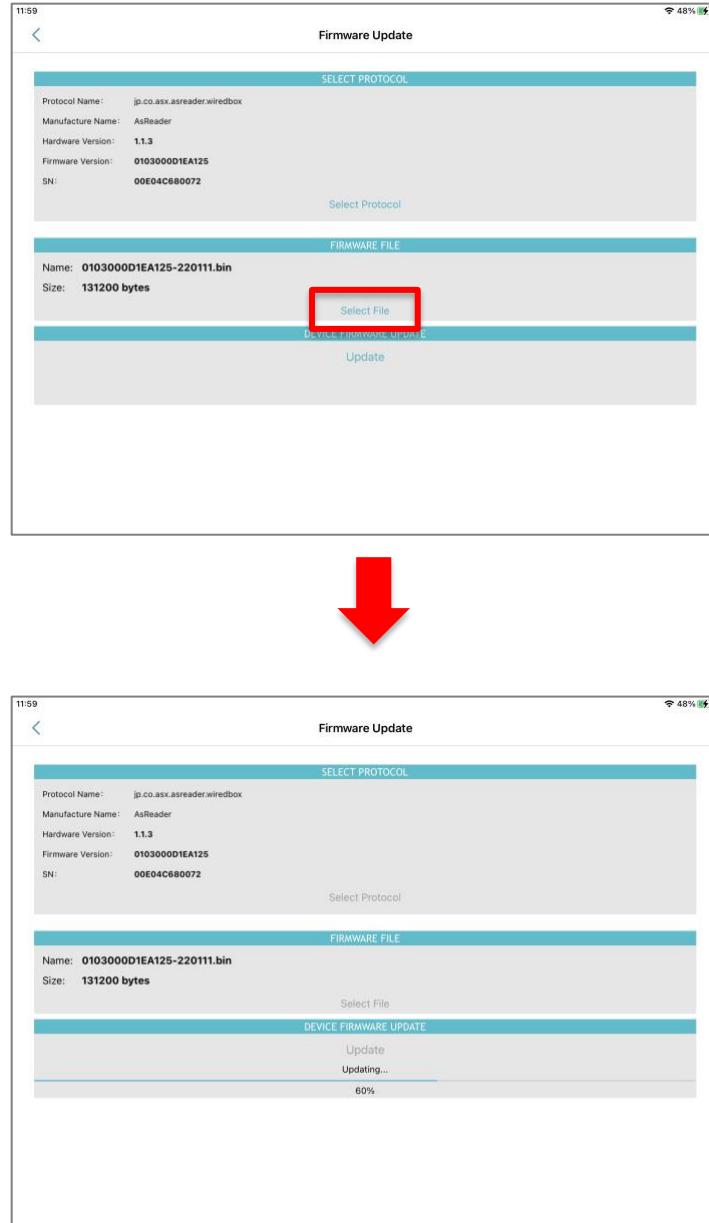 11:59 48%
Firmware Update
SELECT PROTOCOL
Protocol Name: jp.co.asx.asreader.wiredbox
Manufacture Name: AsReader
Hardware Version: 1.1.3
Firmware Version: 0103000D1EA125
SN: 00E04C680072
Select Protocol
FIRMWARE FILE
Name: 0103000D1EA125-220111.bin
Size: 131200 bytes
Select File
DEVICE FIRMWARE UPDATE
Update
11:59 48%
Firmware Update
SELECT PROTOCOL
Protocol Name: jp.co.asx.asreader.wiredbox
Manufacture Name: AsReader
Hardware Version: 1.1.3
Firmware Version: 0103000D1EA125
SN: 00E04C680072
Select Protocol
FIRMWARE FILE
Name: 0103000D1EA125-220111.bin
Size: 131200 bytes
Select File
DEVICE FIRMWARE UPDATE
Update
Updating...
60%